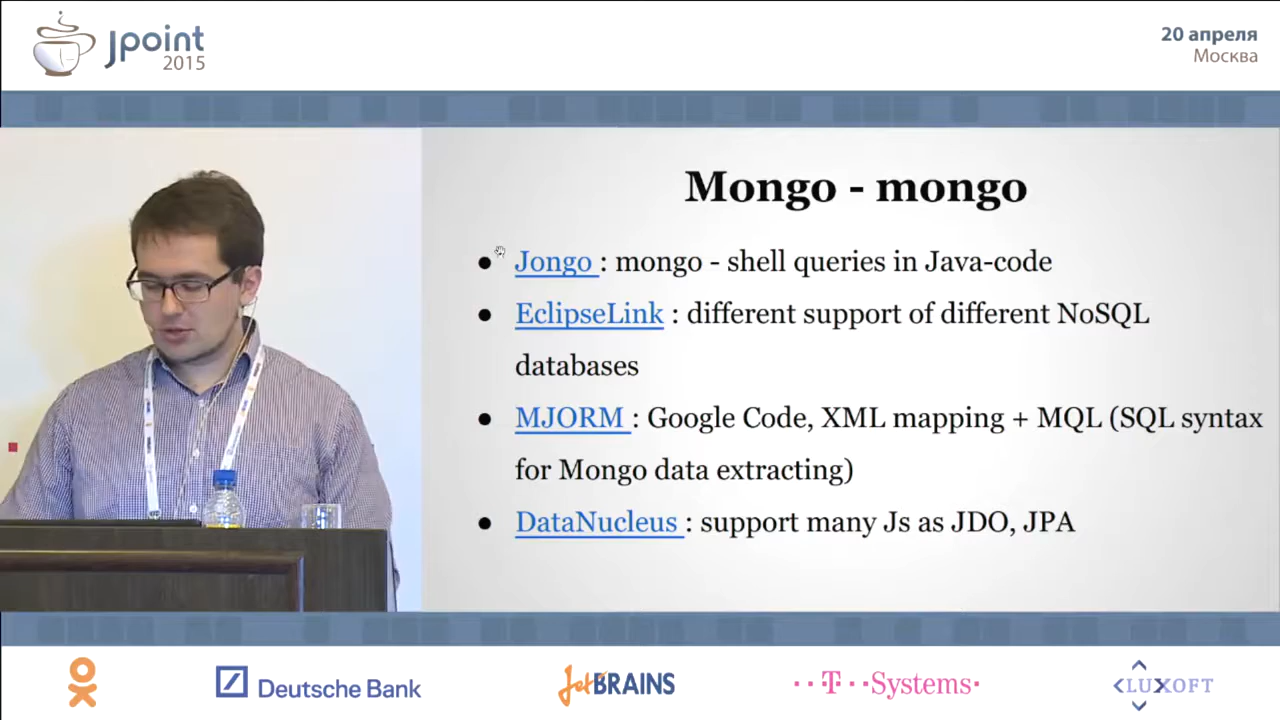 Jpoint
2015
20 апреля
Москва
Mongo - mongo
● Jongo : mongo - shell queries in Java-code
● EclipseLink : different support of different NoSQL
databases
● MJORM : Google Code, XML mapping + MQL (SQL syntax
for Mongo data extracting)
● DataNucleus : support many Js as JDO, JPA
Deutsche Bank
JetBRAINS
T Systems
LUXOFT